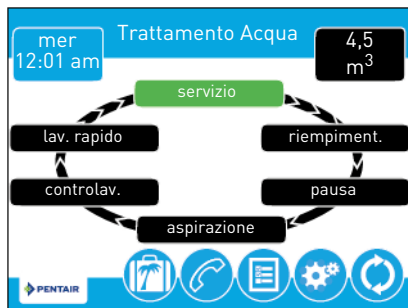 mer
12:01 am
Trattamento Acqua
4,5
m³
servizio
lav. rapido
riempiment.
controlav.
pausa
aspirazione
PENTAIR